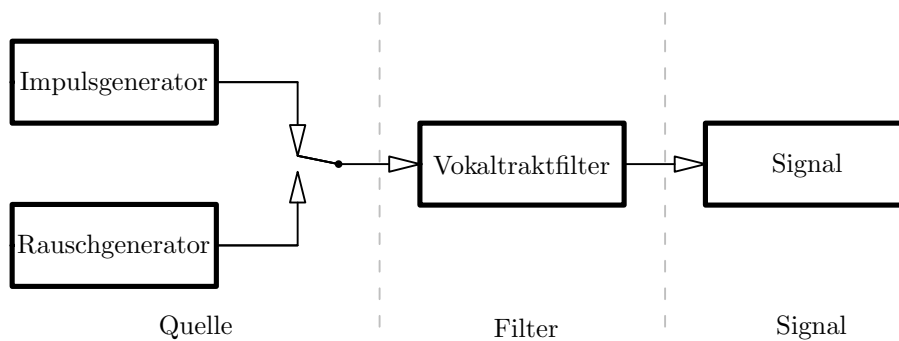 Impulsgenerator
Vokaltraktfilter
Signal
Rauschgenerator
Quelle
Filter
Signal